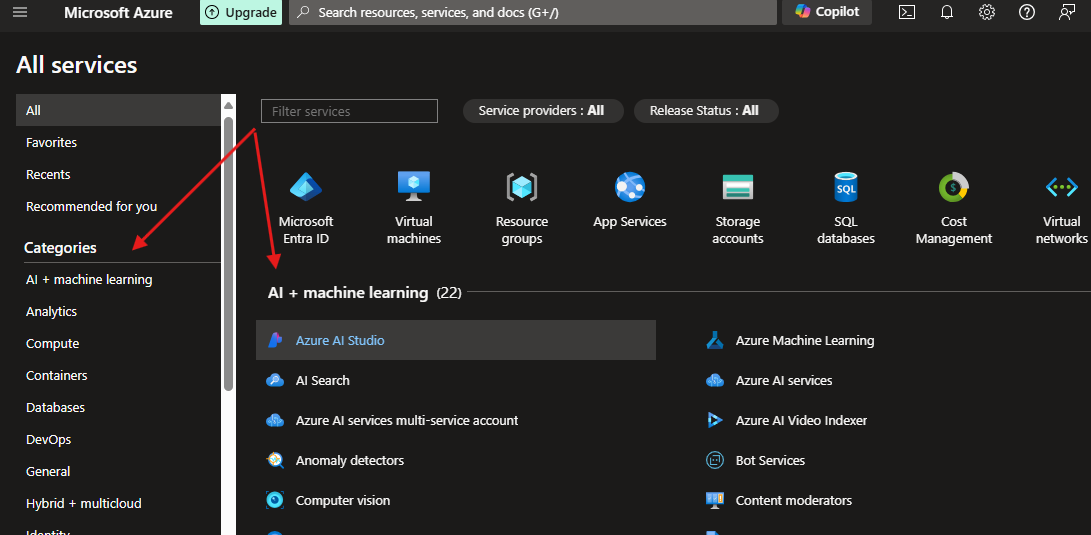 Microsoft Azure
Upgrade
Search resources, services, and docs (G+/)
Copilot
All services
All
Favorites
Recents
Recommended for you
Categories
AI + machine learning
Analytics
Compute
Containers
Databases
DevOps
General
Hybrid + multicloud
Identity
Filter services
Service providers : All
Release Status : All
Microsoft
Entra ID
Virtual
machines
Resource
groups
App Services
Storage
accounts
SQL
SQL
databases
Cost
Management
Virtual
networks
AI + machine learning (22)
Azure AI Studio
Azure Machine Learning
AI Search
Azure AI services
Azure AI services multi-service account
Azure AI Video Indexer
Anomaly detectors
Bot Services
Computer vision
Content moderators